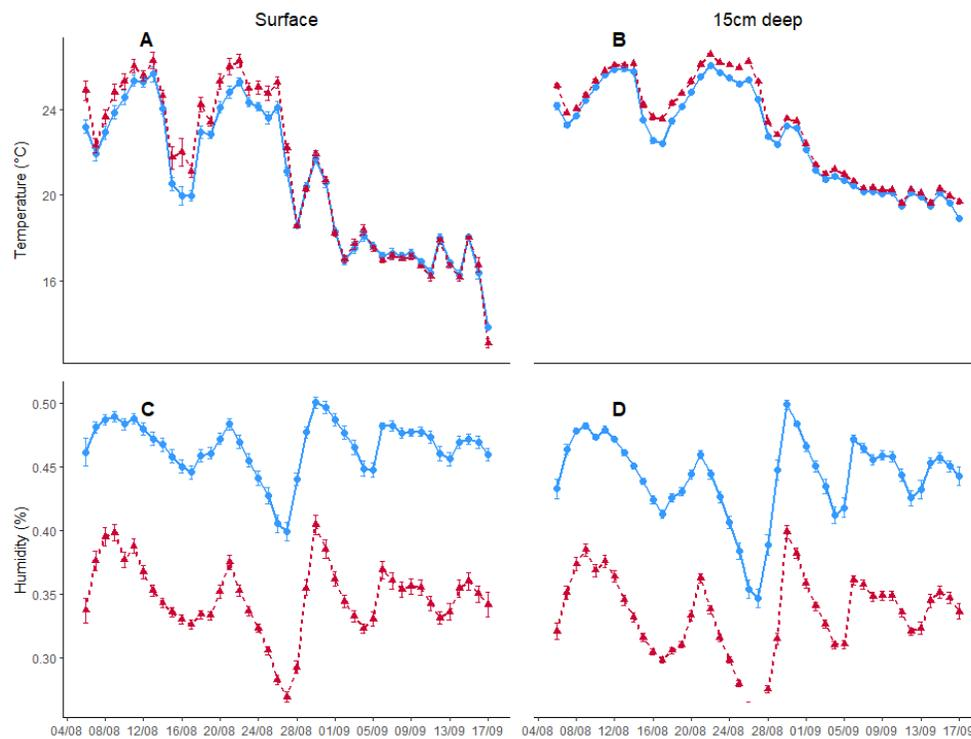 Surface
15cm deep
A
B
Temperature (°C)
24
20
16
C
D
Humidity (%)
0.50
0.45
0.40
0.35
0.30
04/08 08/08 12/08 16/08 20/08 24/08 28/08 01/09 05/09 09/09 13/09 17/09
04/08 08/08 12/08 16/08 20/08 24/08 28/08 01/09 05/09 09/09 13/09 17/09